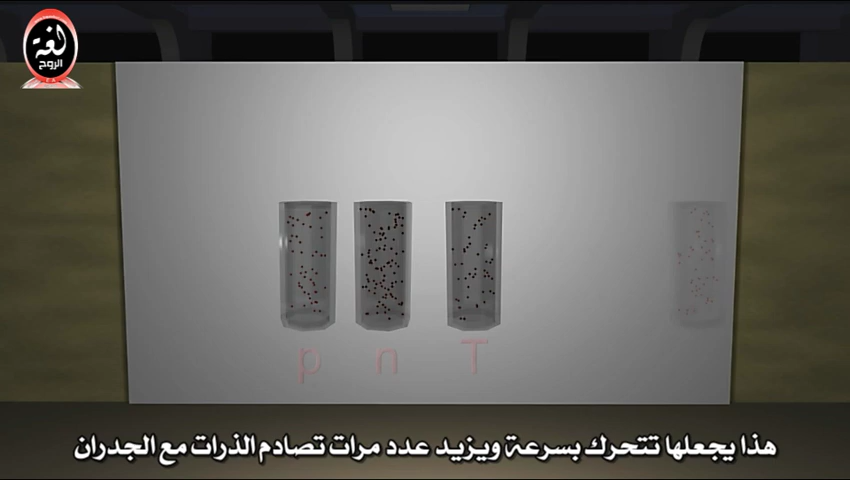 لغة
الروح
p n T
هذا يجعلها تتحرك بسرعة ويزيد عدد مرات تصادم الذرات مع الجدران